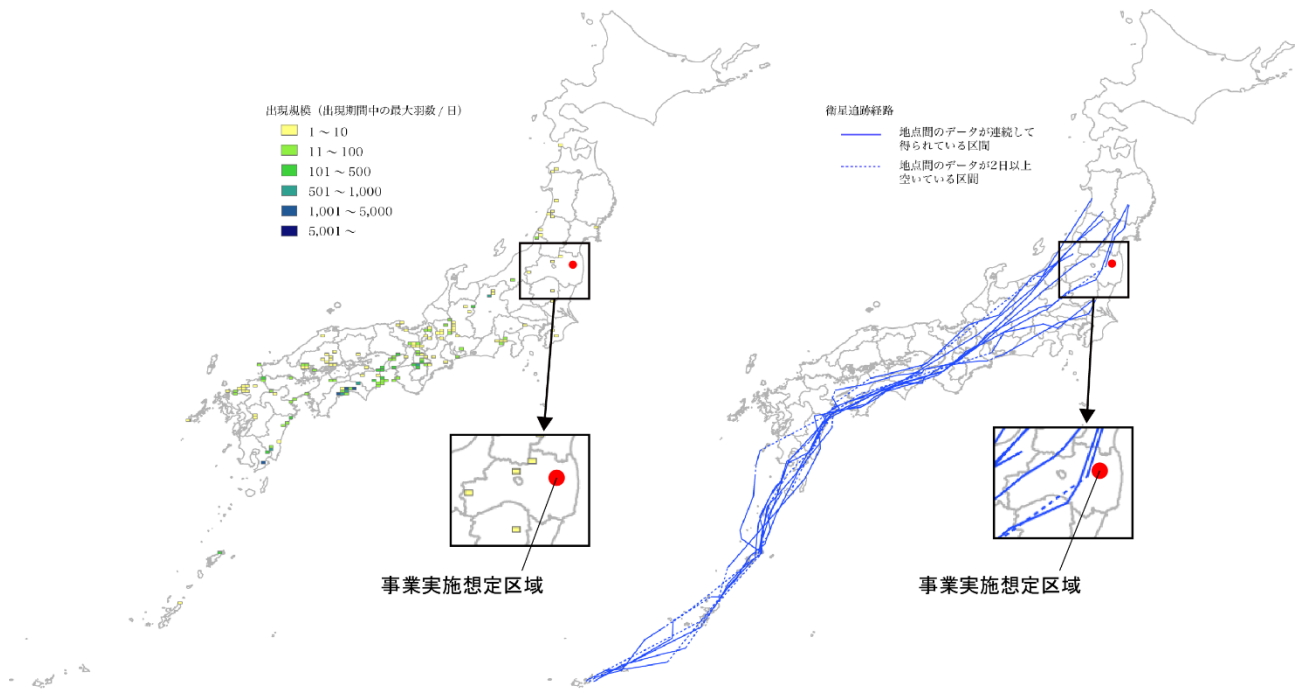 出現規模（出現期間中の最大羽数 / 日）
1 ～ 10
11 ～ 100
101 ～ 500
501 ～ 1,000
1,001 ～ 5,000
5,001 ～
事業実施想定区域
衛星追跡経路
地点間のデータが連続して
得られている区間
地点間のデータが2日以上
空いている区間
事業実施想定区域